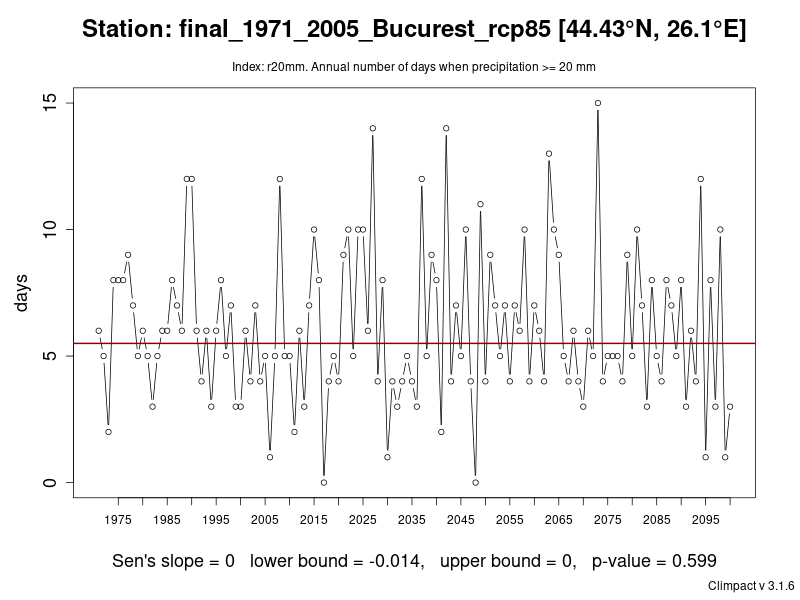 Station: final_1971_2005_Bucurest_rcp85 [44.43°N, 26.1°E]
Index: r20mm. Annual number of days when precipitation >= 20 mm
15
10
5
0
days
1975 1985 1995 2005 2015 2025 2035 2045 2055 2065 2075 2085 2095
Sen's slope = 0 lower bound = -0.014, upper bound = 0, p-value = 0.599
Climpact v 3.1.6